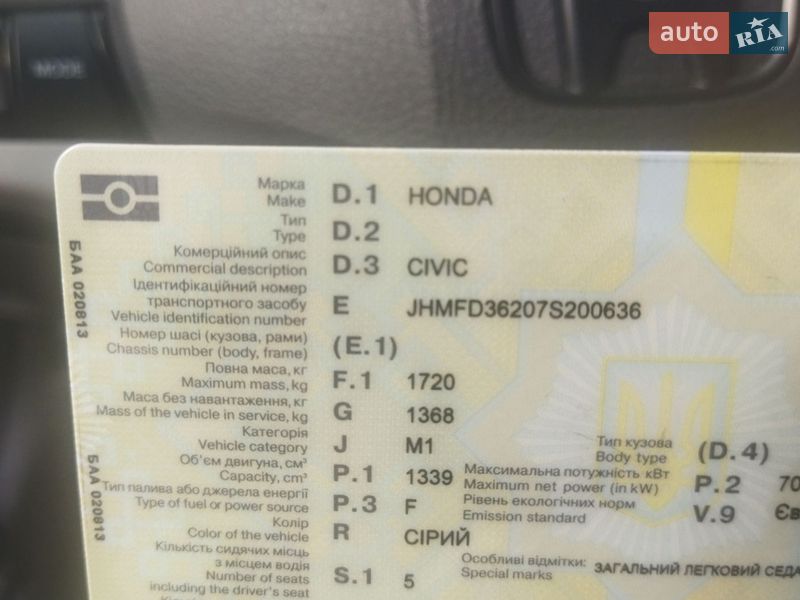 auto RIA .com
MODE
БАА 020813
Марка
Make D.1 HONDA
Тип
Type D.2
Комерційний опис
Commercial description D.3 CIVIC
Ідентифікаційний номер
транспортного засобу
Vehicle identification number E JHMFD36207S200636
Номер шасі (кузова, рами)
Chassis number (body, frame) (E.1)
Повна маса, кг
Maximum mass, kg F.1 1720
Маса без навантаження, кг
Mass of the vehicle in service, kg G 1368
Категорія
Vehicle category J M1
Тип кузова
Body type (D.4)
Об'єм двигуна, см³
Capacity, cm³ P.1 1339
Максимальна потужність кВт
Maximum net power (in kW) P.2 70
Тип палива або джерела енергії
Type of fuel or power source P.3 F
Рівень екологічних норм
Emission standard V.9 Єв
Колір
Color of the vehicle R СІРИЙ
Кількість сидячих місць
з місцем водія
Number of seats
including the driver's seat S.1 5
Особливі відмітки:
Special marks ЗАГАЛЬНИЙ ЛЕГКОВИЙ СЕДА
БАА 020813